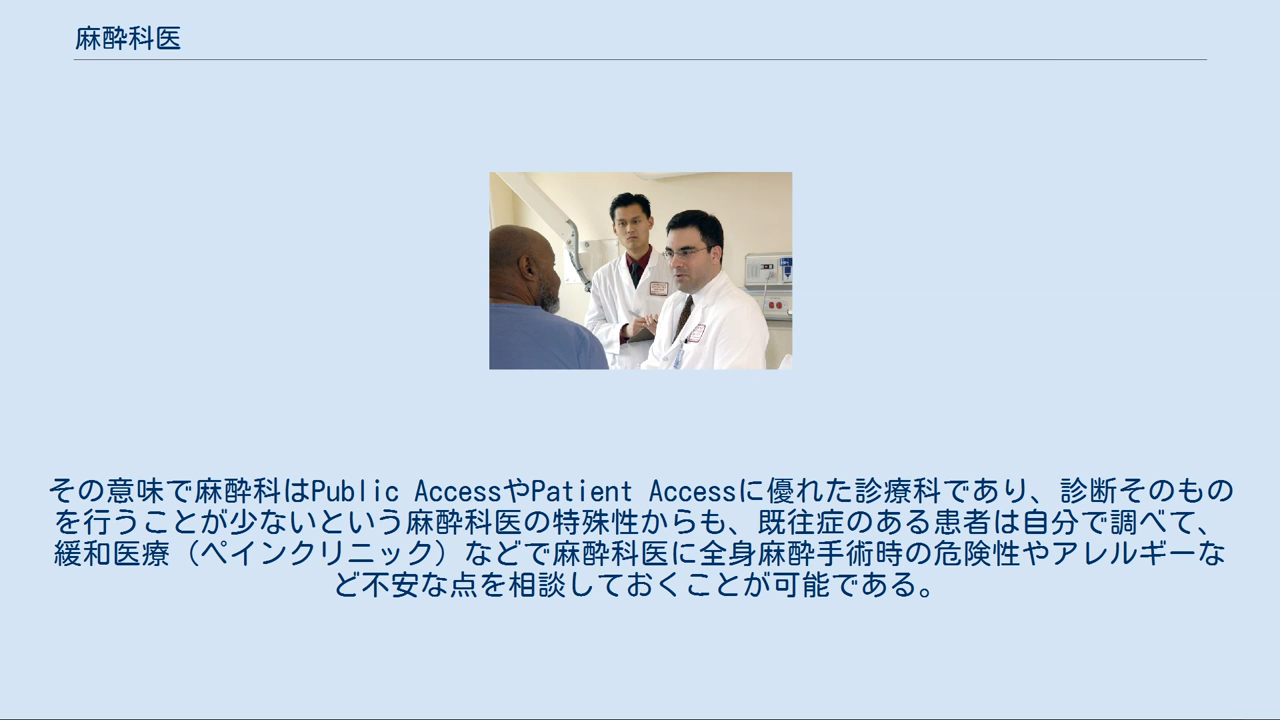 麻酔科医
その意味で麻酔科はPublic AccessやPatient Accessに優れた診療科であり、診断そのもの
を行うことが少ないという麻酔科医の特殊性からも、既往症のある患者は自分で調べて、
緩和医療（ペインクリニック）などで麻酔科医に全身麻酔手術時の危険性やアレルギーな
ど不安な点を相談しておくことが可能である。